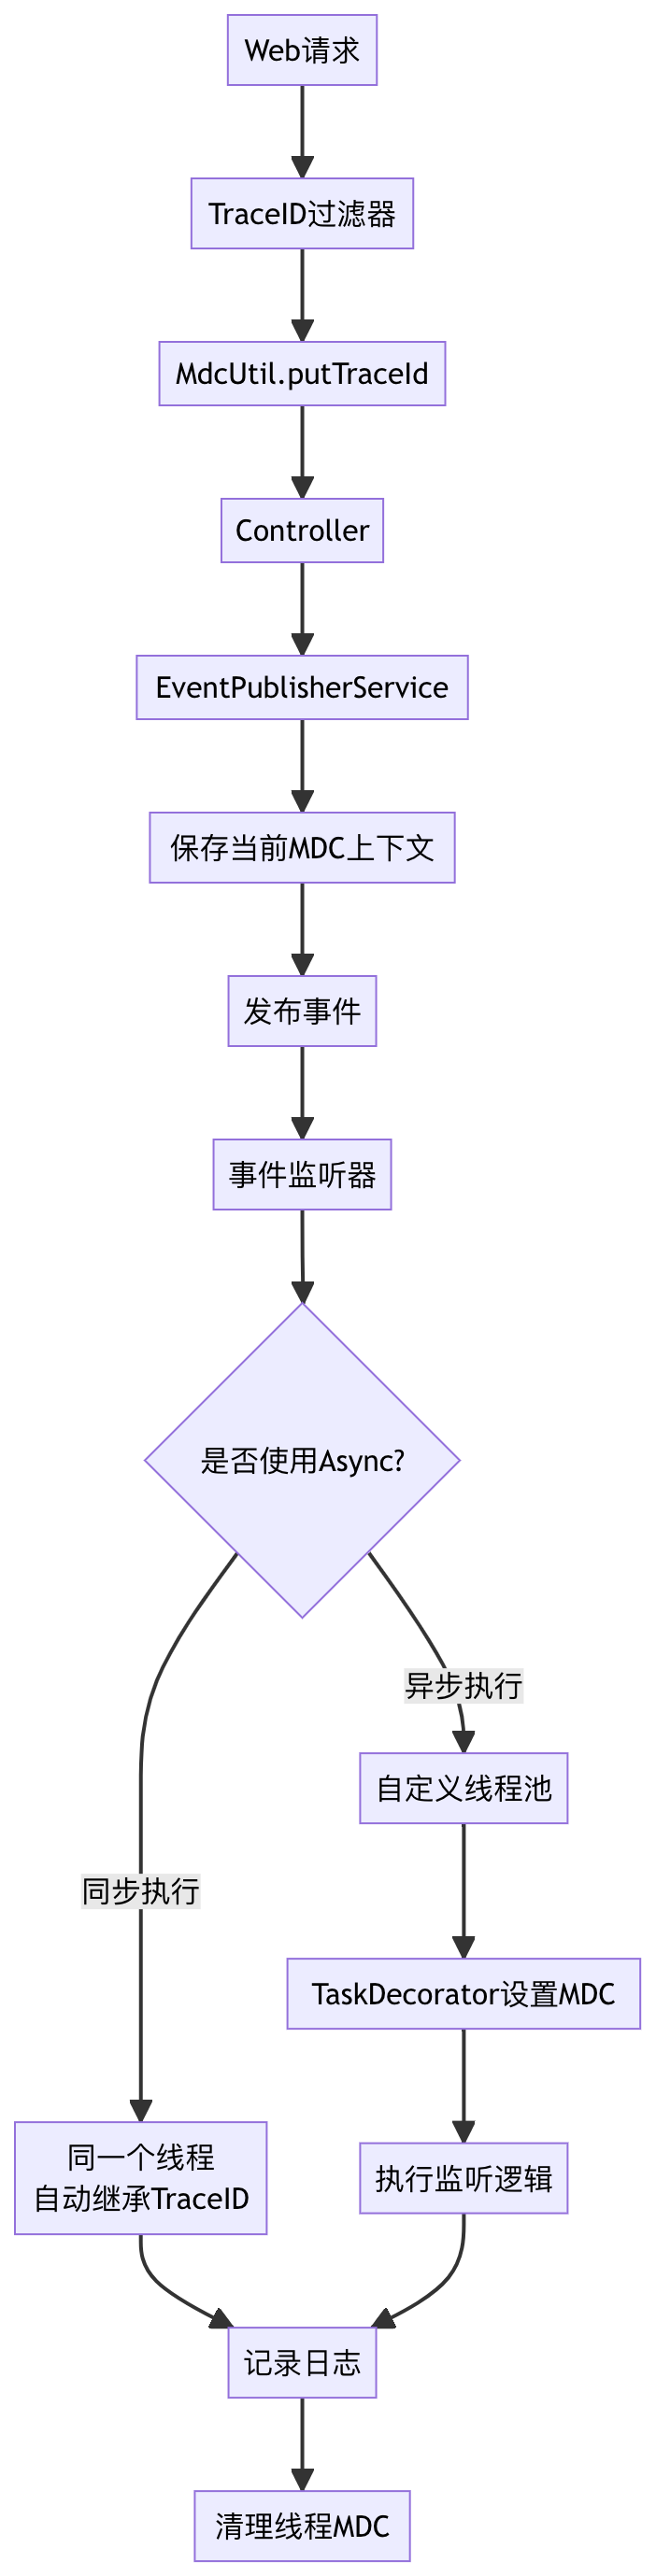 Web请求
TraceID过滤器
MdcUtil.putTraceId
Controller
EventPublisherService
保存当前MDC上下文
发布事件
事件监听器
是否使用Async?
异步执行
自定义线程池
同步执行
TaskDecorator设置MDC
同一个线程
自动继承TraceID
执行监听逻辑
记录日志
清理线程MDC